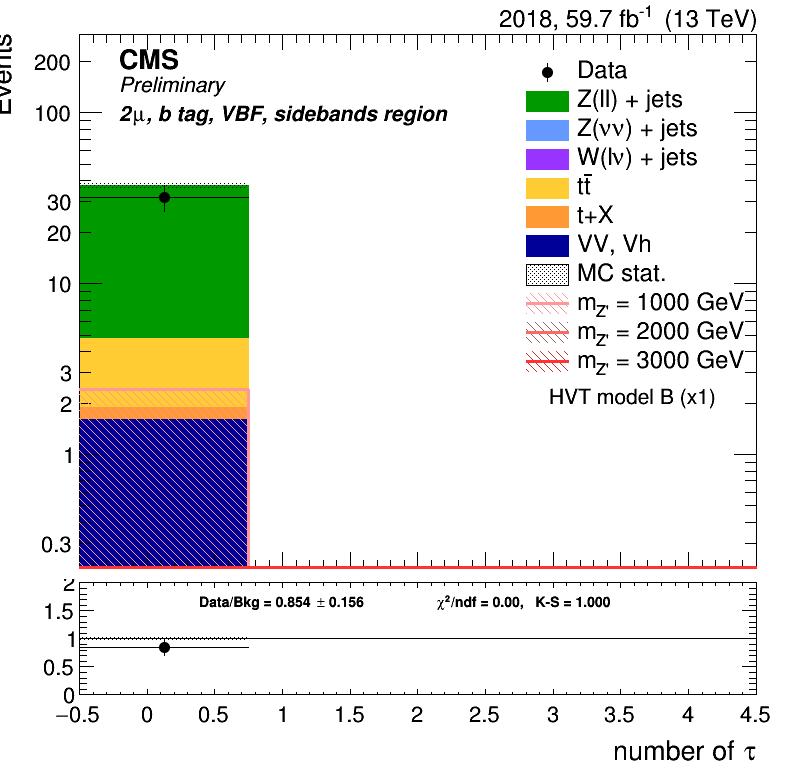 2018, 59.7 fb⁻¹ (13 TeV)
Events
CMS
Preliminary
2μ, b tag, VBF, sidebands region
Data
Z(ll) + jets
Z(νν) + jets
W(lν) + jets
tt̄
t+X
VV, Vh
MC stat.
m_Z' = 1000 GeV
m_Z' = 2000 GeV
m_Z' = 3000 GeV
HVT model B (x1)
200
100
30
20
10
3
2
1
0.3
Data/Bkg = 0.854 ± 0.156 χ²/ndf = 0.00, K-S = 1.000
2
1.5
1
0.5
0
−0.5 0 0.5 1 1.5 2 2.5 3 3.5 4 4.5
number of τ